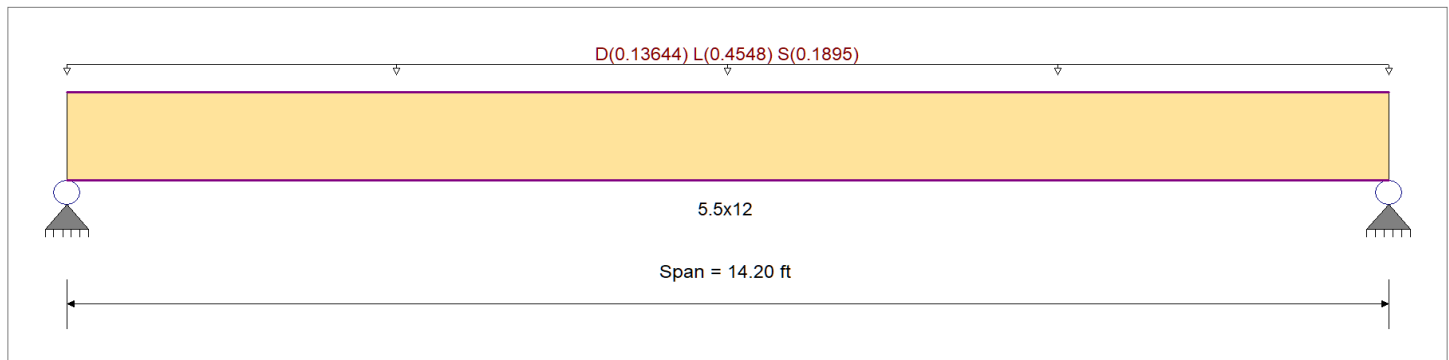 D(0.13644) L(0.4548) S(0.1895)
5.5x12
Span = 14.20 ft